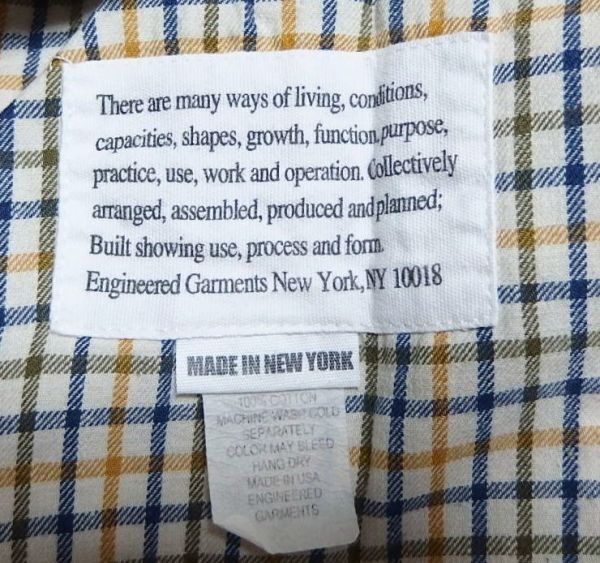 There are many ways of living, conditions,
capacities, shapes, growth, function, purpose,
practice, use, work and operation. Collectively
arranged, assembled, produced and planned;
Built showing use, process and form.
Engineered Garments New York, NY 10018
MADE IN NEW YORK
100% COTTON
MACHINE WASH COLD
SEPARATELY
COLOR MAY BLEED
HANG DRY
MADE IN USA
ENGINEERED
GARMENTS